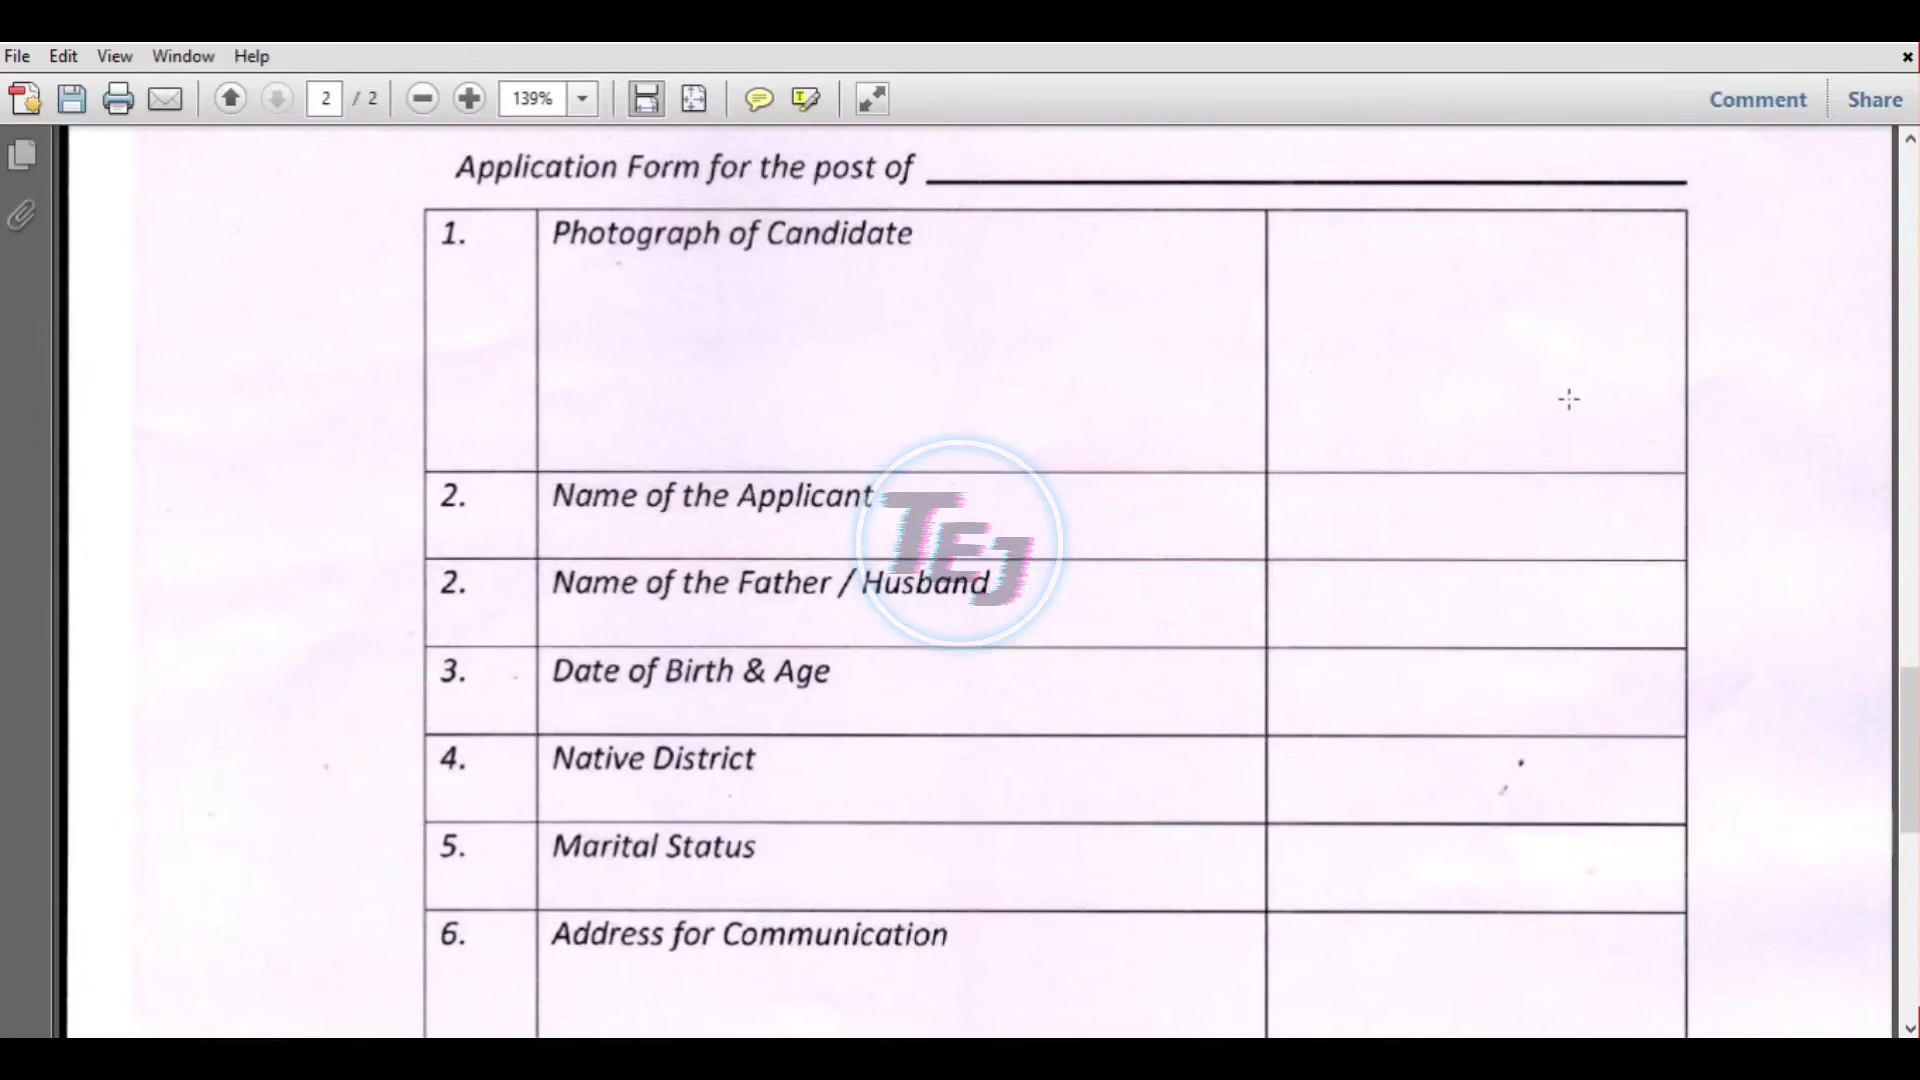 File Edit View Window Help
2 / 2 139% Comment Share
Application Form for the post of
1. Photograph of Candidate
2. Name of the Applicant
2. Name of the Father / Husband
3. Date of Birth & Age
4. Native District
5. Marital Status
6. Address for Communication
TEJ